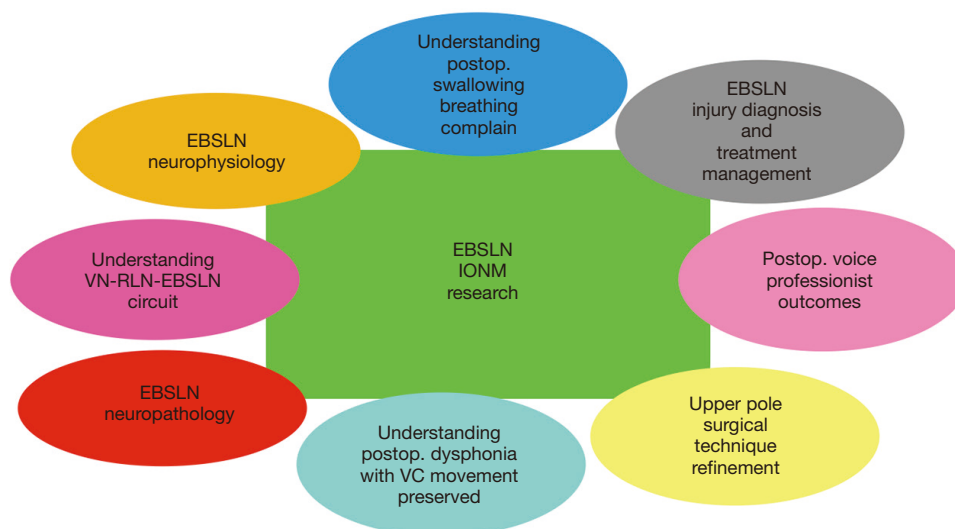 Understanding
postop.
swallowing
breathing
complain
EBSLN
injury diagnosis
and
treatment
management
EBSLN
neurophysiology
Understanding
VN-RLN-EBSLN
circuit
EBSLN
IONM
research
Postop. voice
professionist
outcomes
EBSLN
neuropathology
Understanding
postop. dysphonia
with VC movement
preserved
Upper pole
surgical
technique
refinement